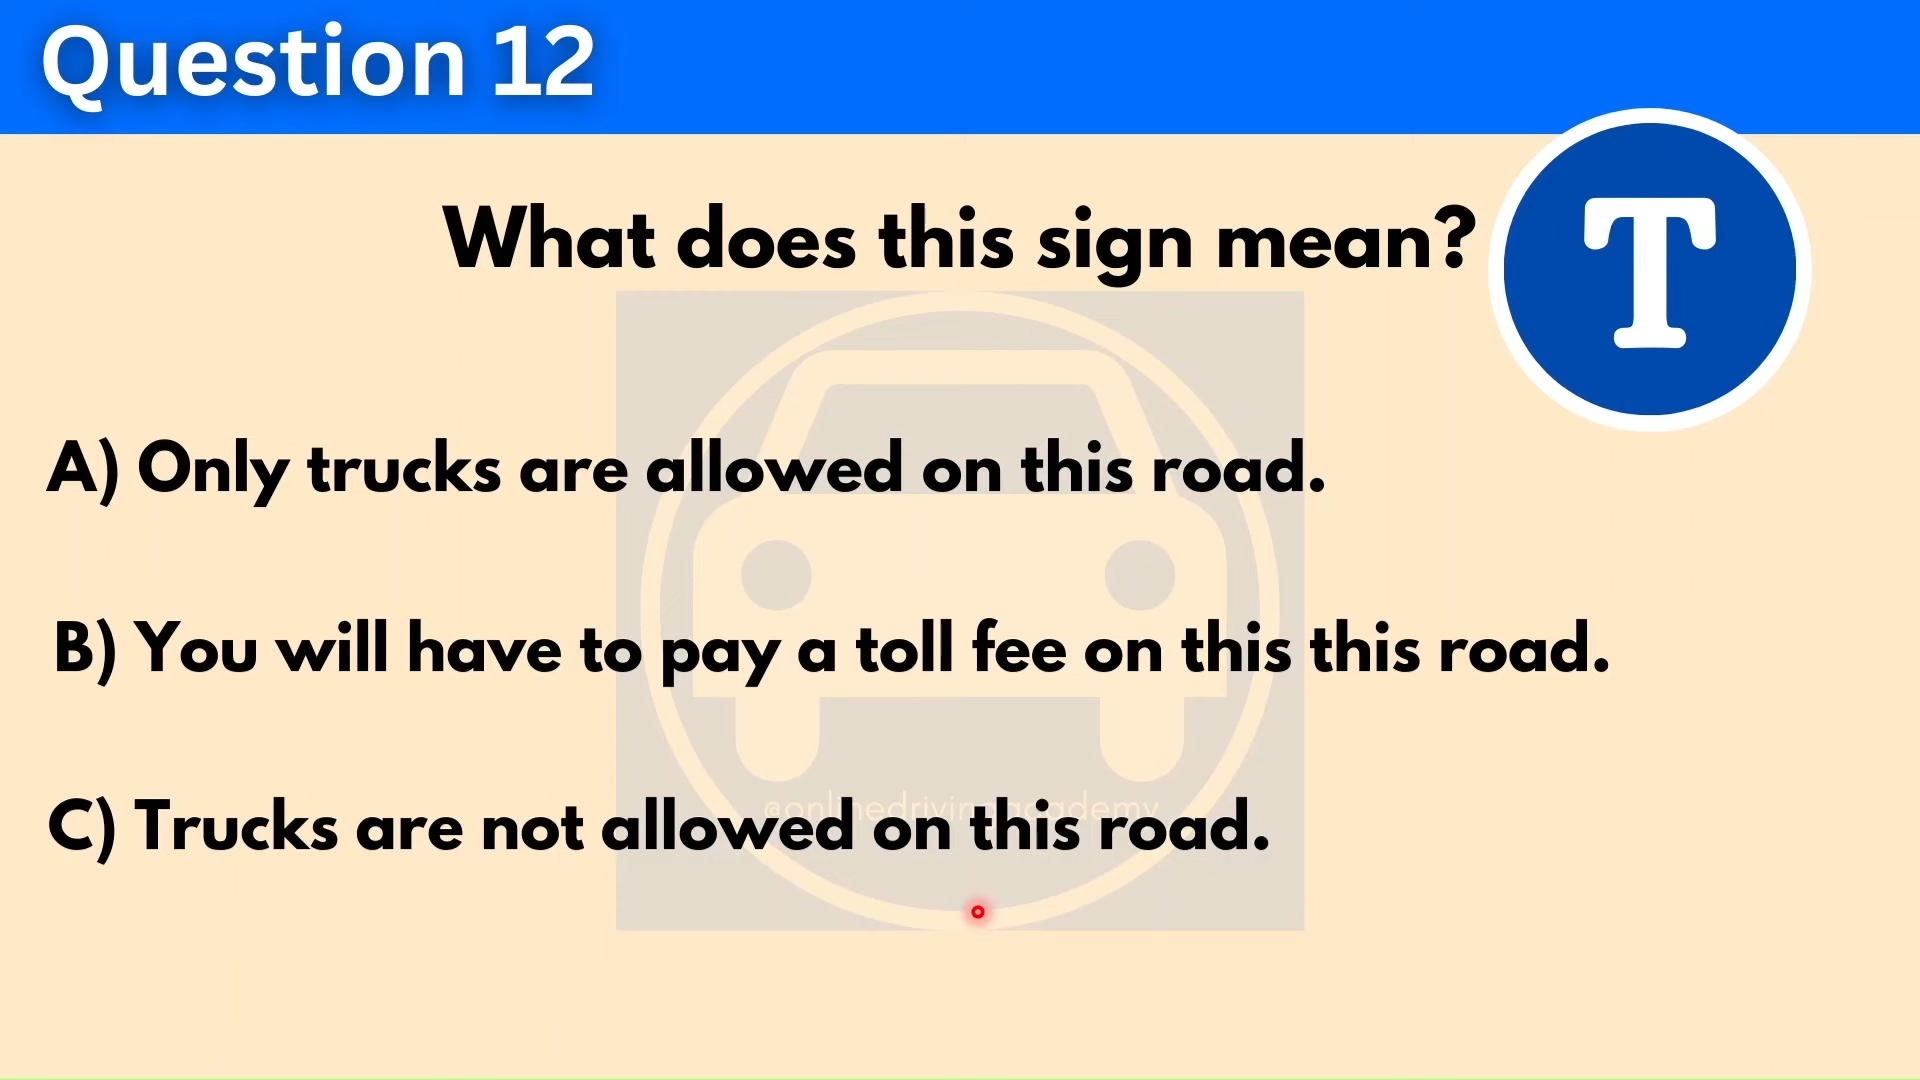 Question 12
What does this sign mean?
T
A) Only trucks are allowed on this road.
B) You will have to pay a toll fee on this this road.
C) Trucks are not allowed on this road.
@onlinedrivingacademy